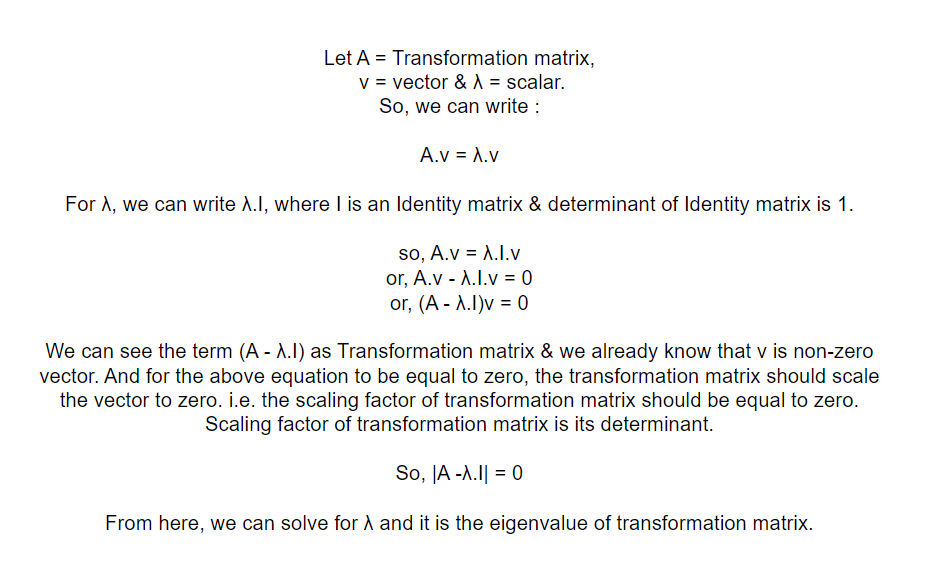 Let A = Transformation matrix,
v = vector & λ = scalar.
So, we can write :
A.v = λ.v
For λ, we can write λ.I, where I is an Identity matrix & determinant of Identity matrix is 1.
so, A.v = λ.I.v
or, A.v - λ.I.v = 0
or, (A - λ.I)v = 0
We can see the term (A - λ.I) as Transformation matrix & we already know that v is non-zero
vector. And for the above equation to be equal to zero, the transformation matrix should scale
the vector to zero. i.e. the scaling factor of transformation matrix should be equal to zero.
Scaling factor of transformation matrix is its determinant.
So, |A -λ.I| = 0
From here, we can solve for λ and it is the eigenvalue of transformation matrix.